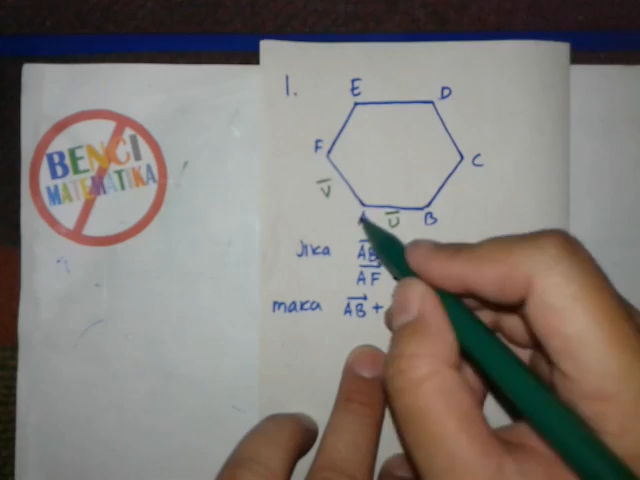 1.
E D
F C
V
A U B
BENCI
MATEMATIKA
Jika AB
AF
maka AB +